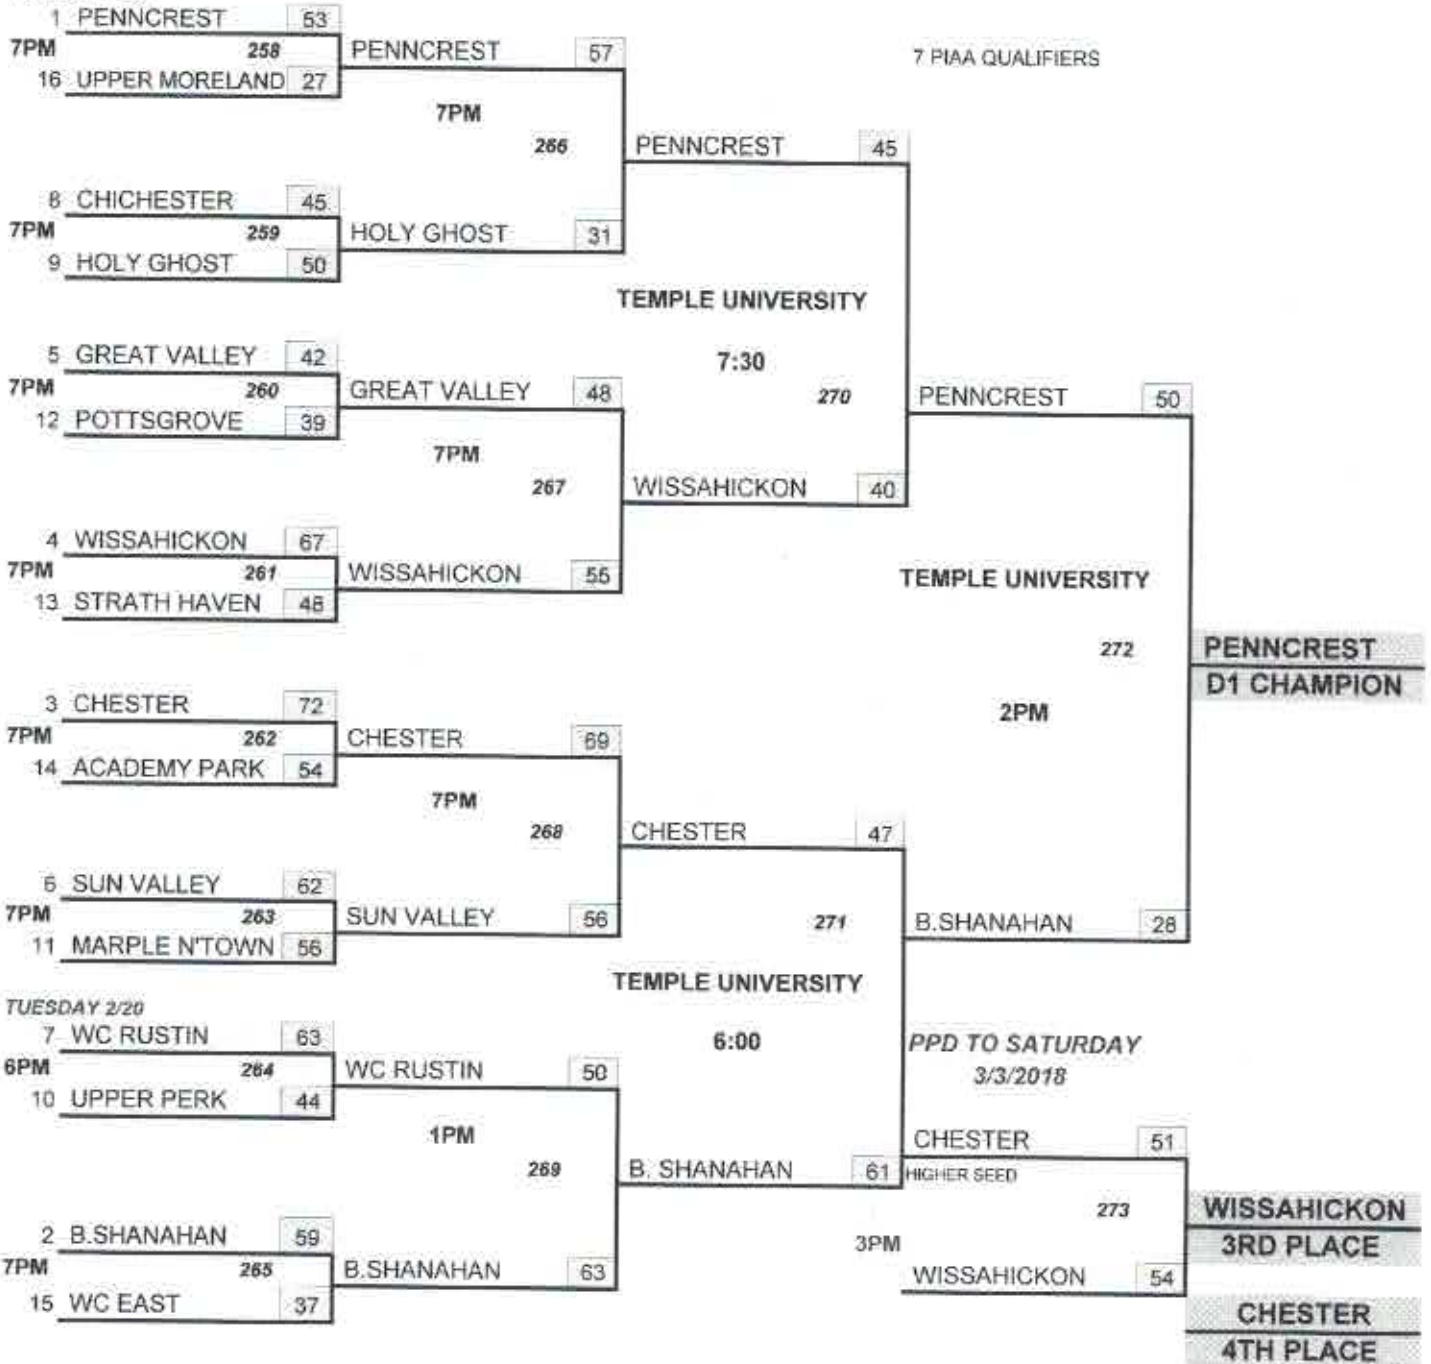 1 PENNCREST 53
7PM 258 PENNCREST 57
7 PIAA QUALIFIERS
16 UPPER MORELAND 27
7PM
266 PENNCREST 45
8 CHICHESTER 45
7PM 259 HOLY GHOST 31
9 HOLY GHOST 50
TEMPLE UNIVERSITY
5 GREAT VALLEY 42
7:30
7PM 260 GREAT VALLEY 48
270 PENNCREST 50
12 POTTSGROVE 39
7PM
267 WISSAHICKON 40
4 WISSAHICKON 67
7PM 261 WISSAHICKON 55
TEMPLE UNIVERSITY
13 STRATH HAVEN 48
272 PENNCREST
D1 CHAMPION
3 CHESTER 72
2PM
7PM 262 CHESTER 69
14 ACADEMY PARK 54
7PM
268 CHESTER 47
6 SUN VALLEY 62
7PM 263 SUN VALLEY 56
271 B.SHANAHAN 28
11 MARPLE N'TOWN 56
TEMPLE UNIVERSITY
TUESDAY 2/20
7 WC RUSTIN 63
6:00
PPD TO SATURDAY
3/3/2018
6PM 264 WC RUSTIN 50
10 UPPER PERK 44
1PM
CHESTER 51
269 B. SHANAHAN 61 HIGHER SEED
273 WISSAHICKON
3RD PLACE
2 B.SHANAHAN 59
3PM
7PM 265 B.SHANAHAN 63
WISSAHICKON 54
15 WC EAST 37
CHESTER
4TH PLACE